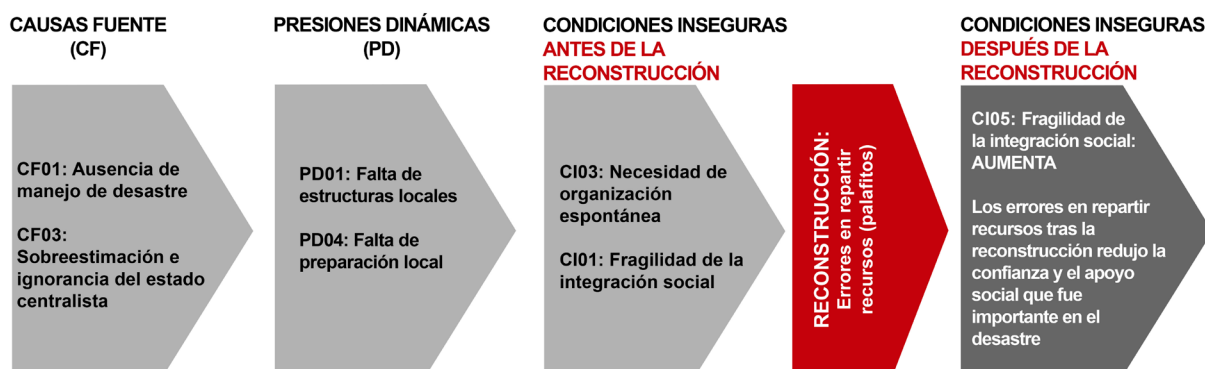 CAUSAS FUENTE
(CF)
CF01: Ausencia de
manejo de desastre
CF03:
Sobreestimación e
ignorancia del estado
centralista
PRESIONES DINÁMICAS
(PD)
PD01: Falta de
estructuras locales
PD04: Falta de
preparación local
CONDICIONES INSEGURAS
ANTES DE LA
RECONSTRUCCIÓN
CI03: Necesidad de
organización
espontánea
CI01: Fragilidad de la
integración social
RECONSTRUCCIÓN:
Errores en repartir
recursos (palafitos)
CONDICIONES INSEGURAS
DESPUÉS DE LA
RECONSTRUCCIÓN
CI05: Fragilidad de
la integración social:
AUMENTA
Los errores en repartir
recursos tras la
reconstrucción redujo la
confianza y el apoyo
social que fue
importante en el
desastre